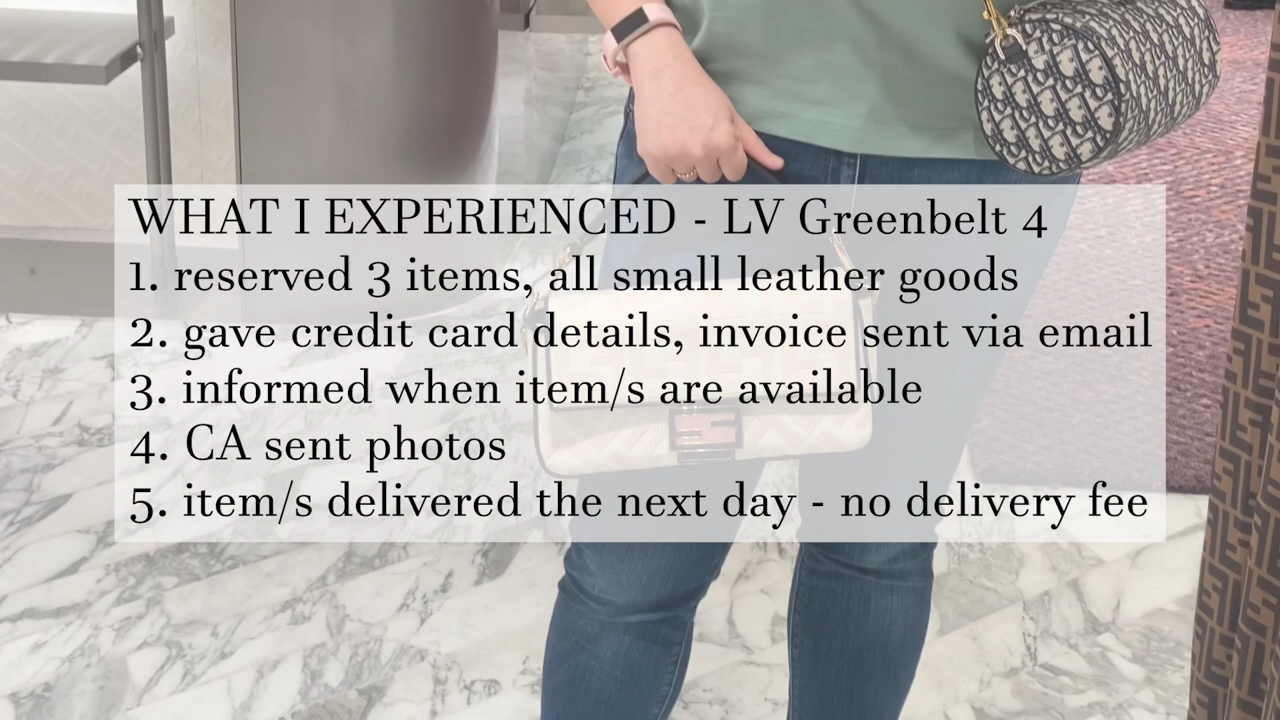 WHAT I EXPERIENCED - LV Greenbelt 4
1. reserved 3 items, all small leather goods
2. gave credit card details, invoice sent via email
3. informed when item/s are available
4. CA sent photos
5. item/s delivered the next day - no delivery fee